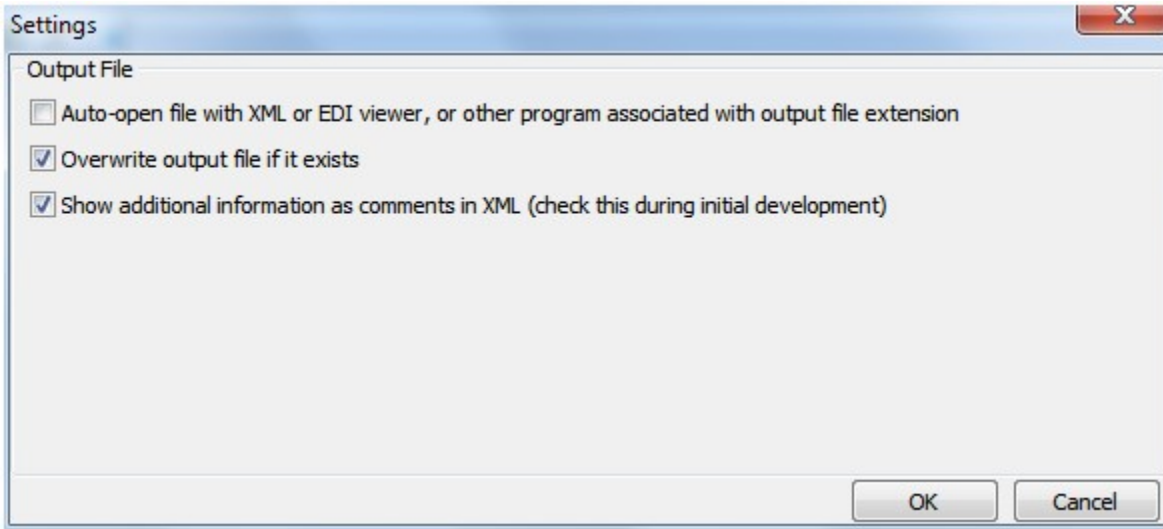 Settings
Output File
Auto-open file with XML or EDI viewer, or other program associated with output file extension
Overwrite output file if it exists
Show additional information as comments in XML (check this during initial development)
OK
Cancel